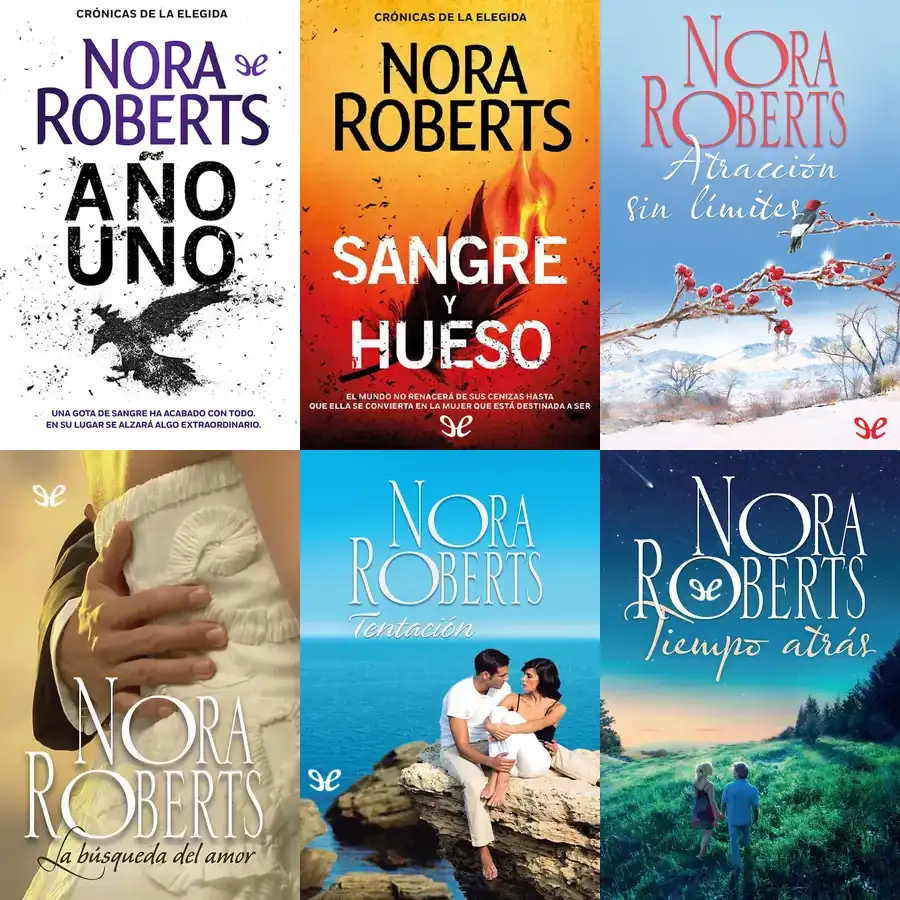 CRÓNICAS DE LA ELEGIDA
NORA
ROBERTS
AÑO
UNO
UNA GOTA DE SANGRE HA ACABADO CON TODO.
EN SU LUGAR SE ALZARÁ ALGO EXTRAORDINARIO.
CRÓNICAS DE LA ELEGIDA
NORA
ROBERTS
SANGRE
Y
HUESO
EL MUNDO NO RENACERÁ DE SUS CENIZAS HASTA
QUE ELLA SE CONVIERTA EN LA MUJER QUE ESTÁ DESTINADA A SER
NORA
ROBERTS
Atracción
sin límites
NORA
ROBERTS
La búsqueda del amor
NORA
ROBERTS
Tentación
NORA
ROBERTS
Tiempo atrás